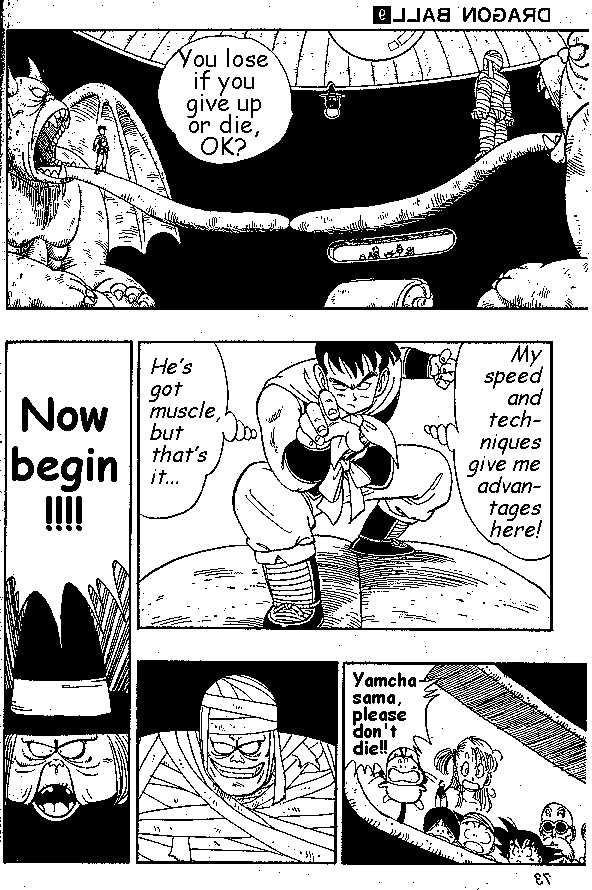 DRAGON BALL 9
You lose
if you
give up
or die,
OK?
Now
begin
!!!!
He's
got
muscle,
but
that's
it...
My
speed
and
tech-
niques
give me
advan-
tages
here!
Yamcha-
sama,
please
don't
die!!
73